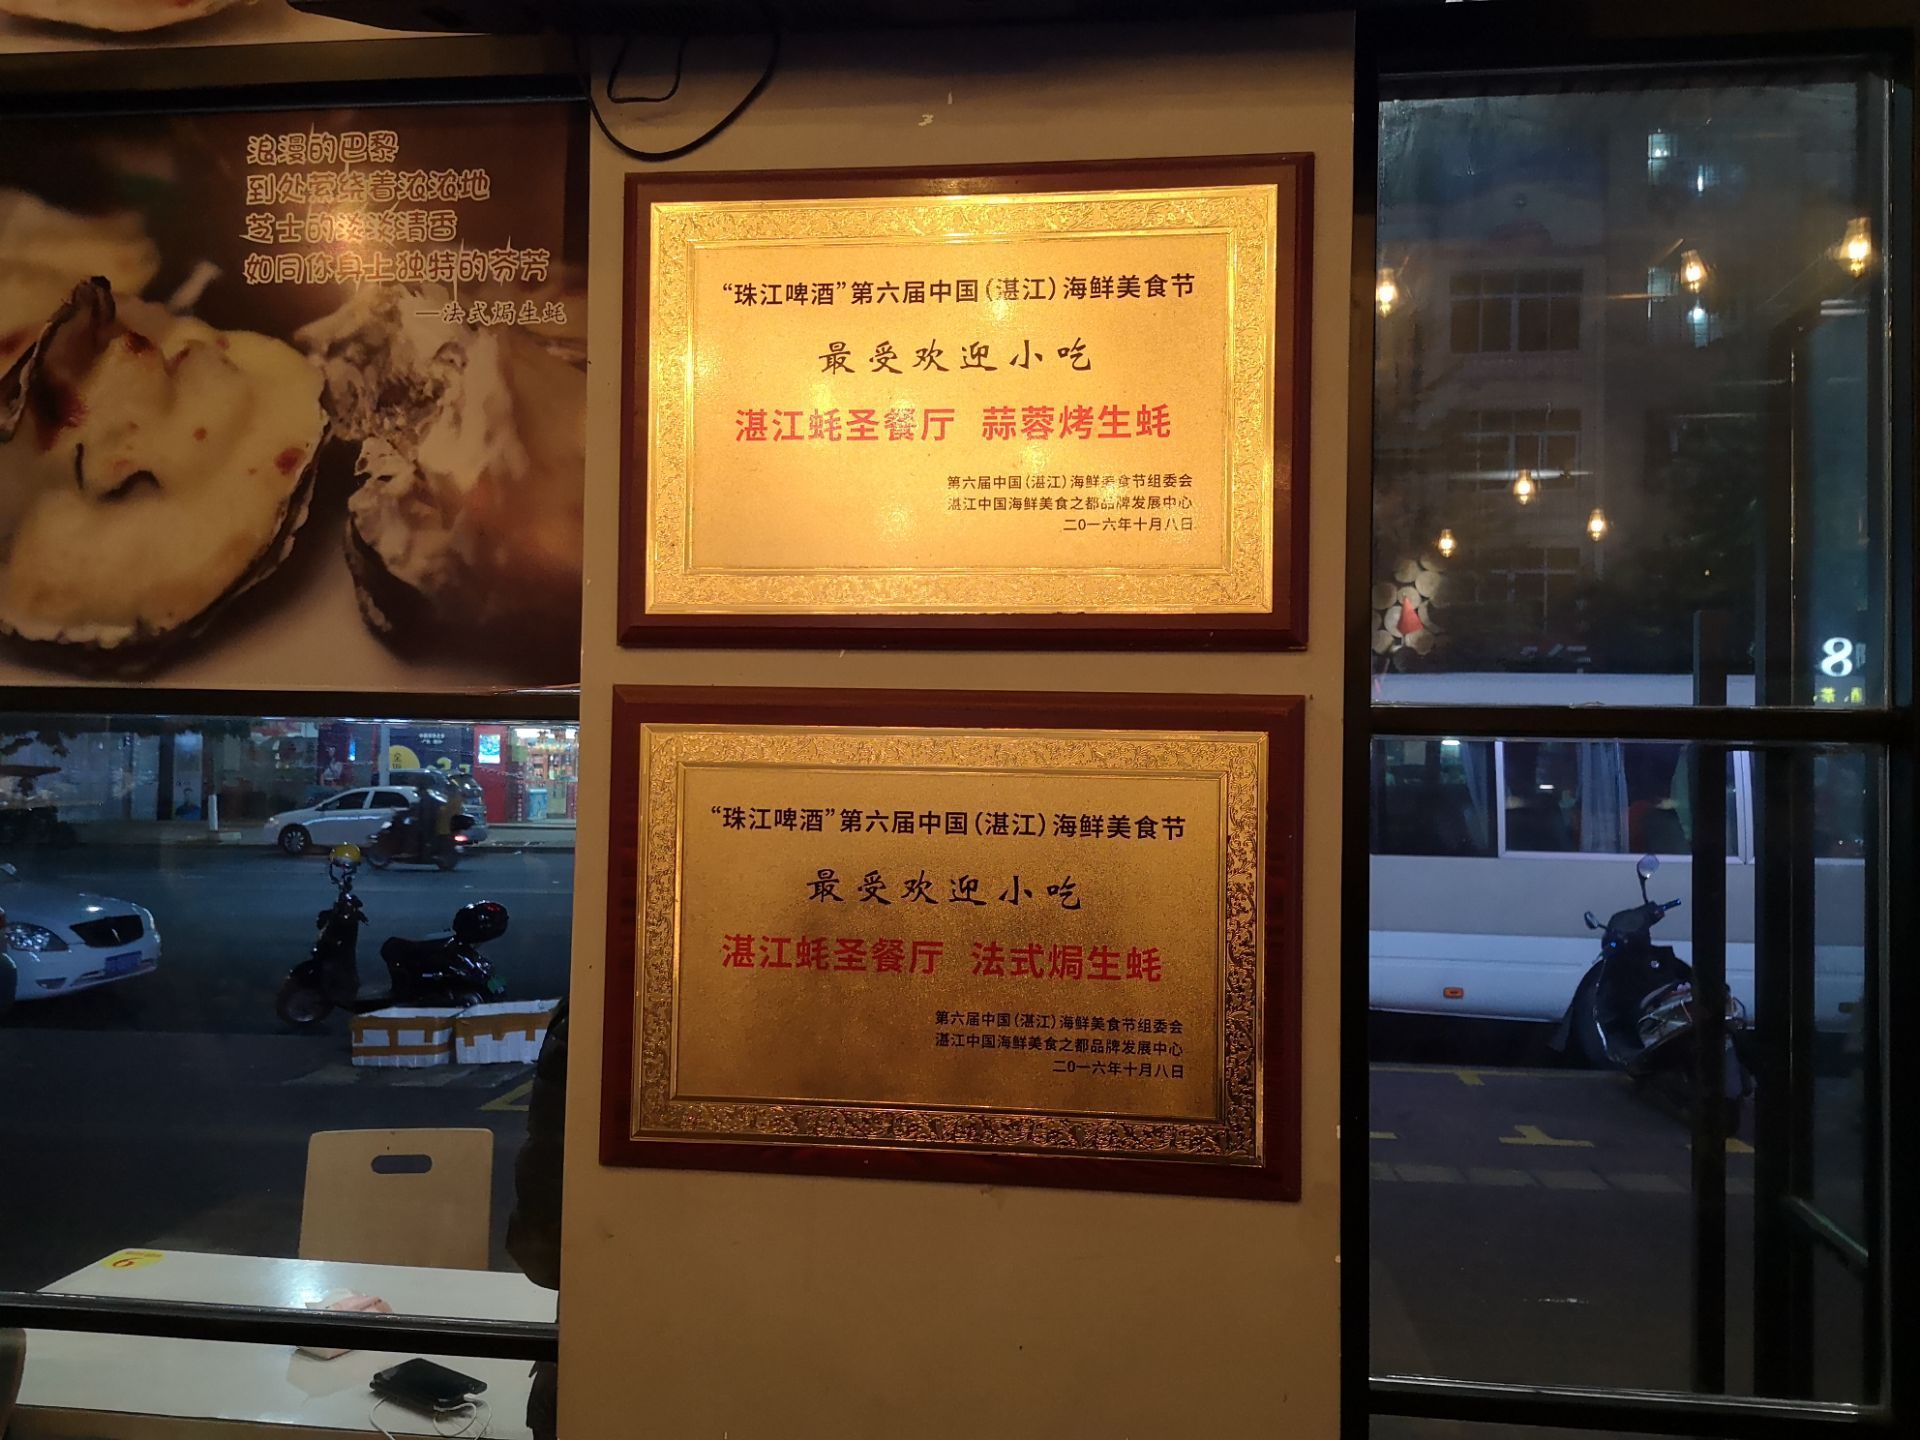 浪漫的巴黎
到处萦绕着浓浓地
芝士的淡淡清香
如同你身上独特的芬芳
—法式焗生蚝
“珠江啤酒”第六届中国（湛江）海鲜美食节
最受欢迎小吃
湛江蚝圣餐厅 蒜蓉烤生蚝
第六届中国（湛江）海鲜美食节组委会
湛江中国海鲜美食之都品牌发展中心
二0一六年十月八日
“珠江啤酒”第六届中国（湛江）海鲜美食节
最受欢迎小吃
湛江蚝圣餐厅 法式焗生蚝
第六届中国（湛江）海鲜美食节组委会
湛江中国海鲜美食之都品牌发展中心
二0一六年十月八日
8
6